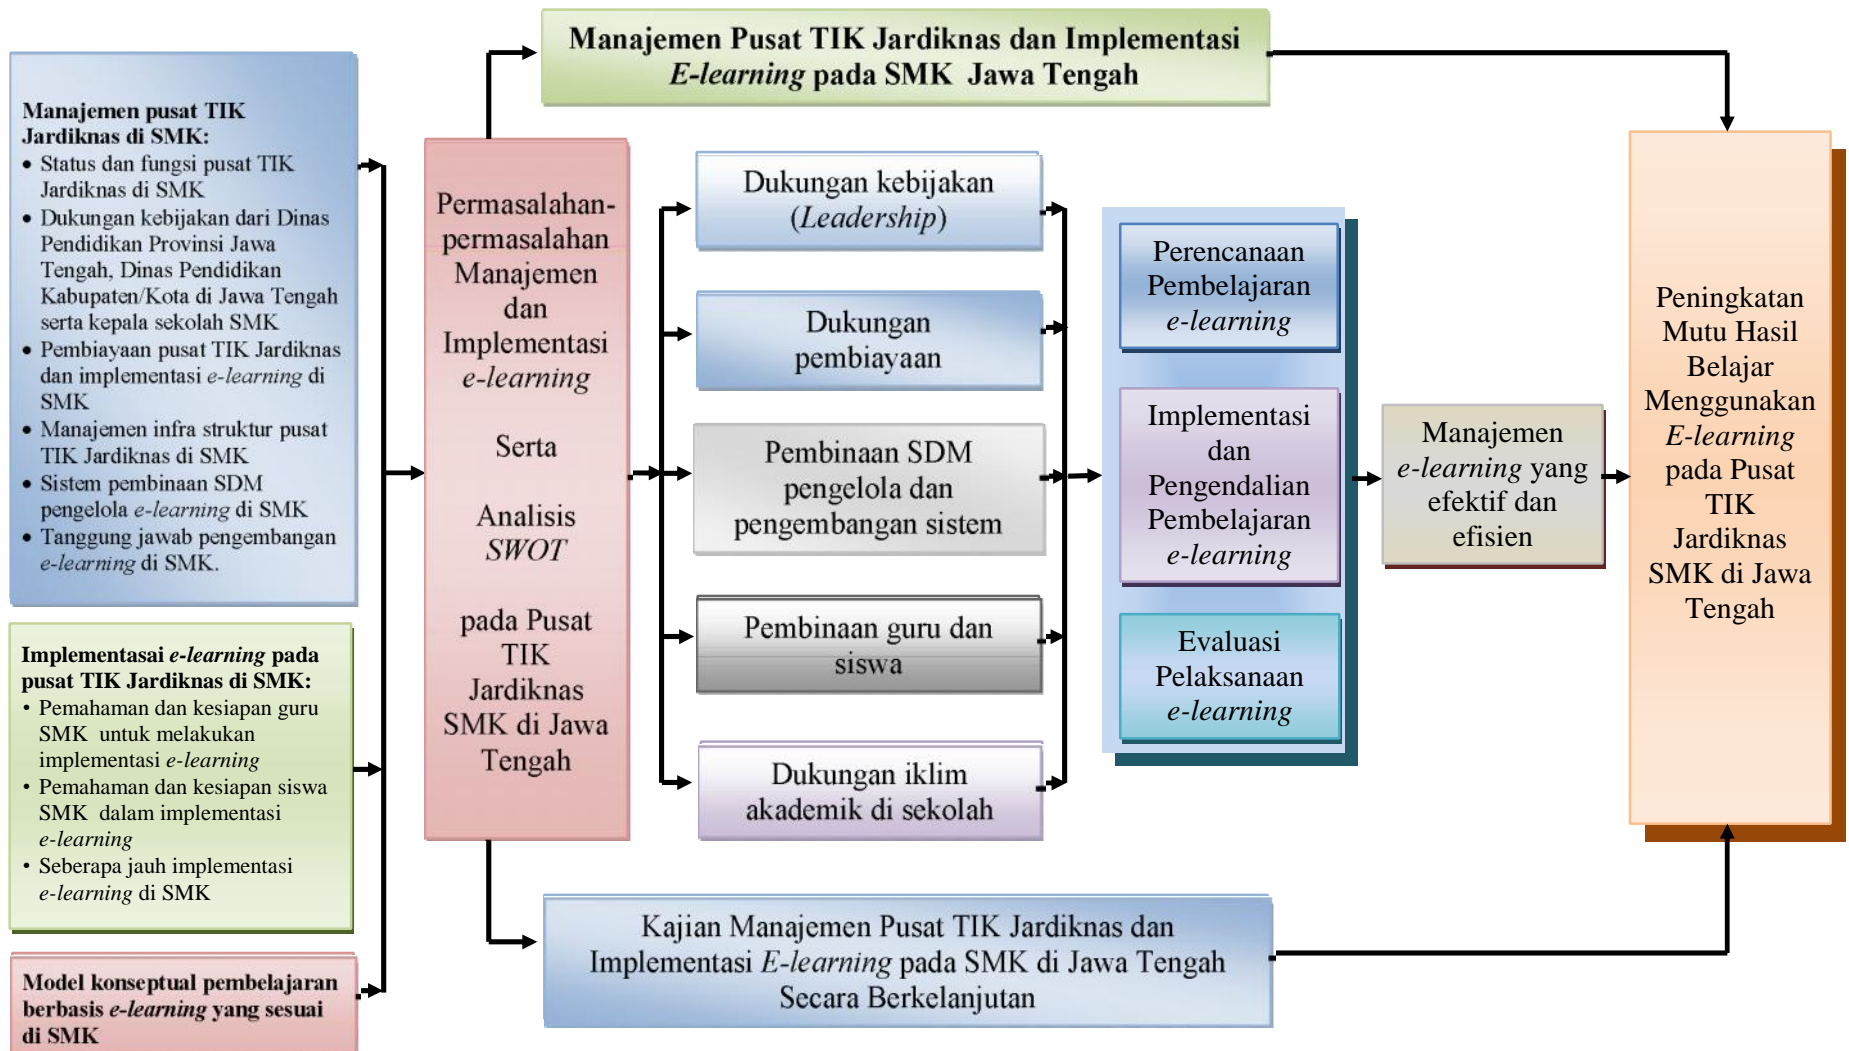 Manajemen Pusat TIK Jardiknas dan Implementasi
E-learning pada SMK Jawa Tengah
Manajemen pusat TIK
Jardiknas di SMK:
• Status dan fungsi pusat TIK
Jardiknas di SMK
• Dukungan kebijakan dari Dinas
Pendidikan Provinsi Jawa
Tengah, Dinas Pendidikan
Kabupaten/Kota di Jawa Tengah
serta kepala sekolah SMK
• Pembiayaan pusat TIK Jardiknas
dan implementasi e-learning di
SMK
• Manajemen infra struktur pusat
TIK Jardiknas di SMK
• Sistem pembinaan SDM
pengelola e-learning di SMK
• Tanggung jawab pengembangan
e-learning di SMK.
Implementasai e-learning pada
pusat TIK Jardiknas di SMK:
• Pemahaman dan kesiapan guru
SMK untuk melakukan
implementasi e-learning
• Pemahaman dan kesiapan siswa
SMK dalam implementasi
e-learning
• Seberapa jauh implementasi
e-learning di SMK
Model konseptual pembelajaran
berbasis e-learning yang sesuai
di SMK
Permasalahan-
permasalahan
Manajemen
dan
Implementasi
e-learning
Serta
Analisis
SWOT
pada Pusat
TIK
Jardiknas
SMK di Jawa
Tengah
Dukungan kebijakan
(Leadership)
Dukungan
pembiayaan
Pembinaan SDM
pengelola dan
pengembangan sistem
Pembinaan guru dan
siswa
Dukungan iklim
akademik di sekolah
Perencanaan
Pembelajaran
e-learning
Implementasi
dan
Pengendalian
Pembelajaran
e-learning
Evaluasi
Pelaksanaan
e-learning
Manajemen
e-learning yang
efektif dan
efisien
Peningkatan
Mutu Hasil
Belajar
Menggunakan
E-learning
pada Pusat
TIK
Jardiknas
SMK di Jawa
Tengah
Kajian Manajemen Pusat TIK Jardiknas dan
Implementasi E-learning pada SMK di Jawa Tengah
Secara Berkelanjutan